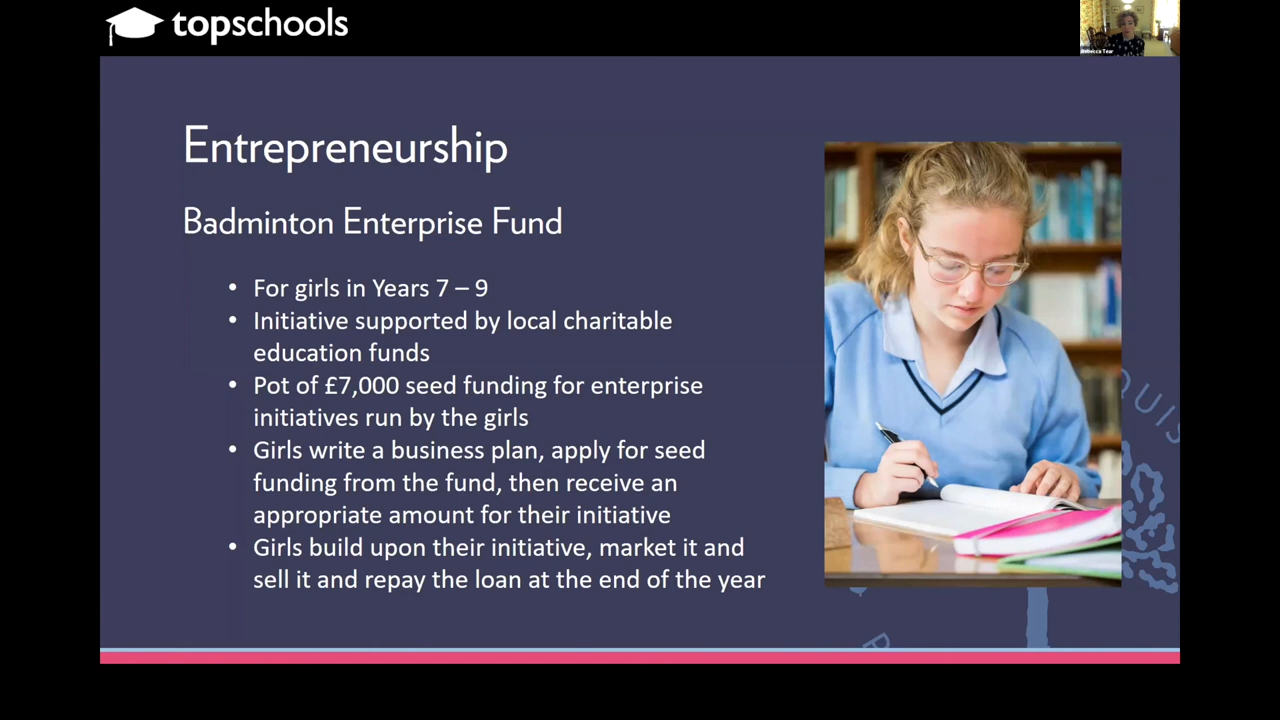 topschools
Rebecca Tear
Entrepreneurship
Badminton Enterprise Fund
• For girls in Years 7 – 9
• Initiative supported by local charitable
education funds
• Pot of £7,000 seed funding for enterprise
initiatives run by the girls
• Girls write a business plan, apply for seed
funding from the fund, then receive an
appropriate amount for their initiative
• Girls build upon their initiative, market it and
sell it and repay the loan at the end of the year
QUIS
P